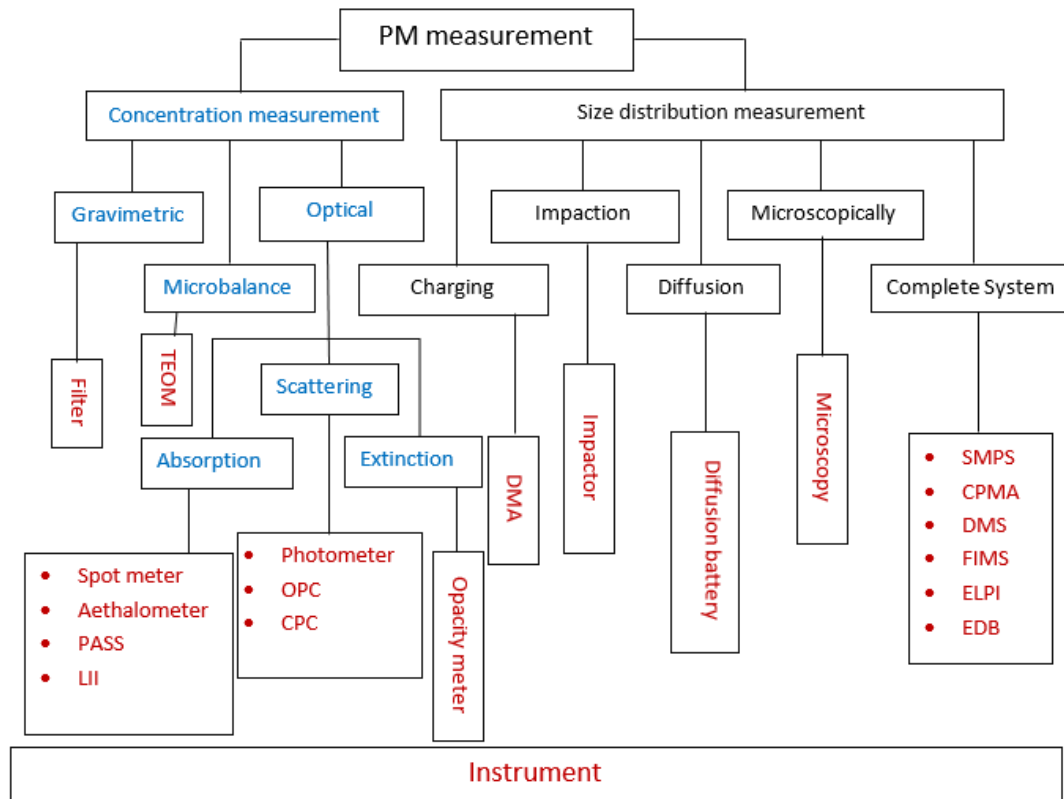 PM measurement
Concentration measurement
Size distribution measurement
Gravimetric
Optical
Impaction
Microscopically
Microbalance
Charging
Diffusion
Complete System
Filter
TEOM
Scattering
Absorption
Extinction
DMA
Impactor
Diffusion battery
Microscopy
• SMPS
• CPMA
• DMS
• FIMS
• ELPI
• EDB
• Spot meter
• Aethalometer
• PASS
• LII
• Photometer
• OPC
• CPC
Opacity meter
Instrument